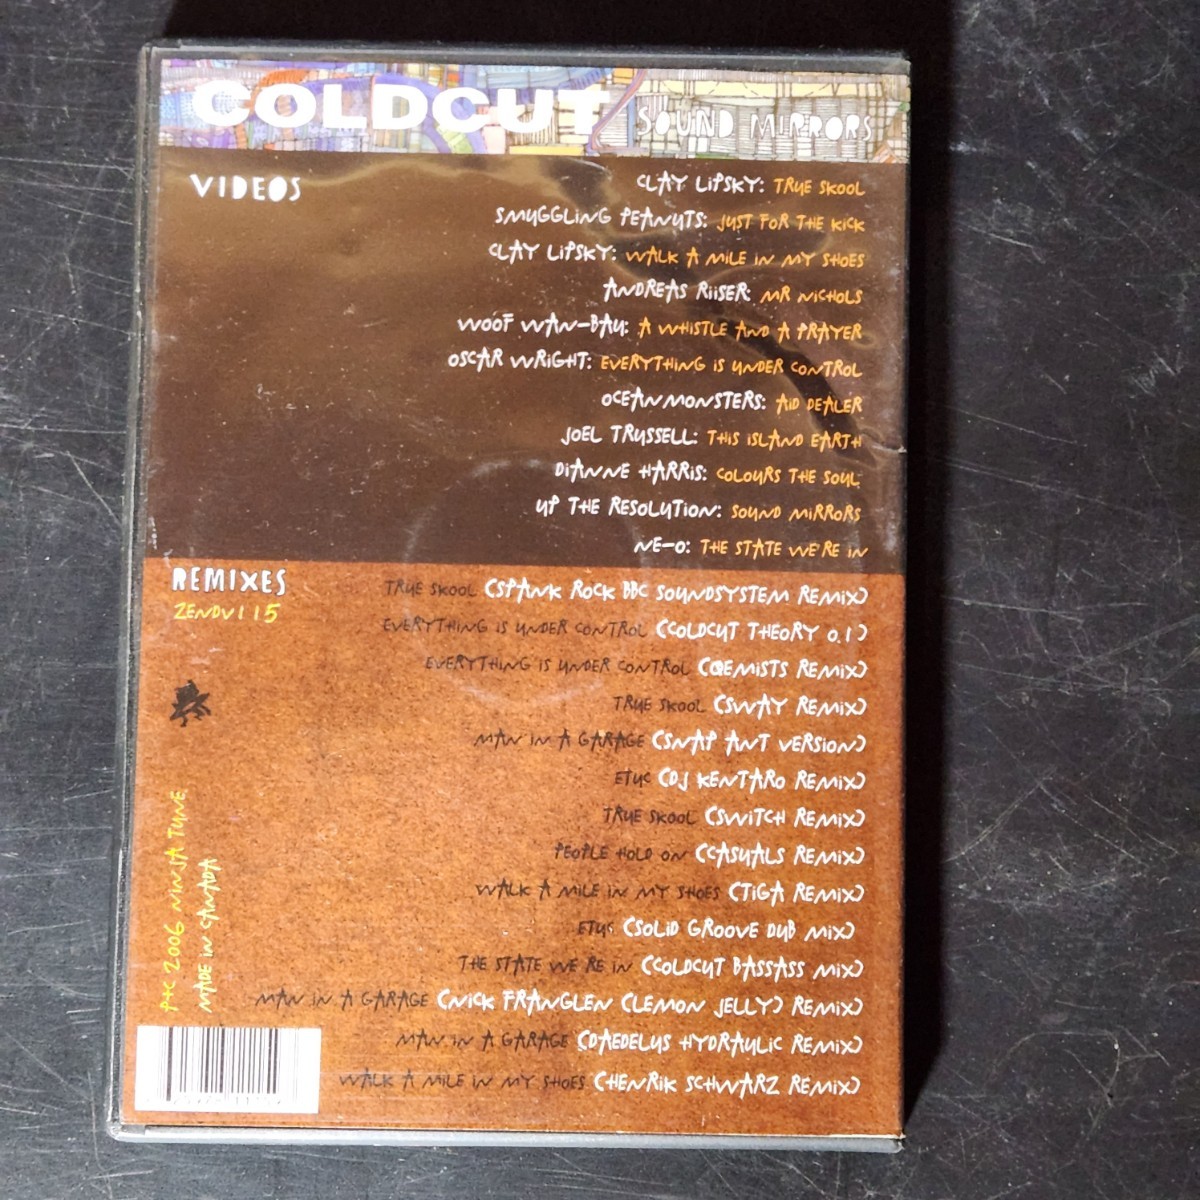 COLDCUT SOUND MIRRORS
VIDEOS
CLAY LIPSKY: TRUE SKOOL
SMUGGLING PEANUTS: JUST FOR THE KICK
CLAY LIPSKY: WALK A MILE IN MY SHOES
ANDREAS RIISER: MR NICHOLS
WOOF WAN-BAU: A WHISTLE AND A PRAYER
OSCAR WRIGHT: EVERYTHING IS UNDER CONTROL
OCEANMONSTERS: AID DEALER
JOEL TRUSSELL: THIS ISLAND EARTH
DIANNE HARRIS: COLOURS THE SOUL
UP THE RESOLUTION: SOUND MIRRORS
NE-O: THE STATE WE'RE IN
REMIXES
ZENDV115
TRUE SKOOL (SPANK ROCK BBC SOUNDSYSTEM REMIX)
EVERYTHING IS UNDER CONTROL (COLDCUT THEORY 0.1)
EVERYTHING IS UNDER CONTROL (QEMISTS REMIX)
TRUE SKOOL (SWAY REMIX)
MAN IN A GARAGE (SNAP ANT VERSION)
ETUC (DJ KENTARO REMIX)
TRUE SKOOL (SWITCH REMIX)
PEOPLE HOLD ON (CASUALS REMIX)
WALK A MILE IN MY SHOES (TIGA REMIX)
ETUC (SOLID GROOVE DUB MIX)
THE STATE WE'RE IN (COLDCUT BASSASS MIX)
MAN IN A GARAGE (NICK FRANGLEN (LEMON JELLY) REMIX)
MAN IN A GARAGE (DAEDELUS HYDRAULIC REMIX)
WALK A MILE IN MY SHOES (HENRIK SCHWARZ REMIX)
P+C 2006 NINJA TUNE.
MADE IN CANADA